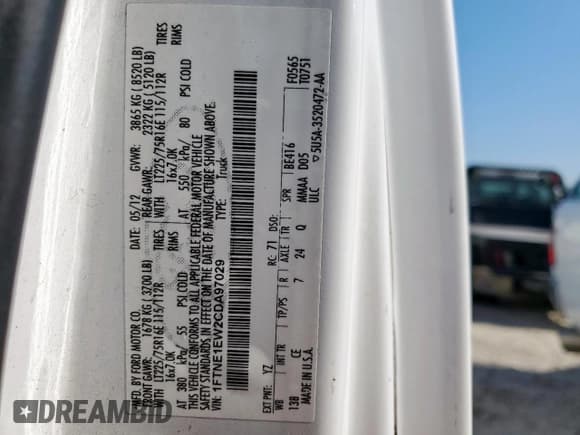 MFD. BY FORD MOTOR CO.
DATE: 05/12 GVWR: 3865 KG ( 8520 LB)
FRONT GAWR: 1678 KG ( 3700 LB) REAR GAWR: 2322 KG ( 5120 LB)
WITH LT225/75R16E 115/112R TIRES WITH LT225/75R16E 115/112R TIRES
16x7.0K RIMS 16x7.0K RIMS
AT 380 kPa/ 55 PSI COLD AT 550 kPa/ 80 PSI COLD
THIS VEHICLE CONFORMS TO ALL APPLICABLE FEDERAL MOTOR VEHICLE
SAFETY STANDARDS IN EFFECT ON THE DATE OF MANUFACTURE SHOWN ABOVE.
VIN: 1FTNE1EW2CDA97029 TYPE: Truck
F0565
T0751
EXT PNT: YZ RC: 71 DSO:
WB INT TR TP/PS R AXLE TR SPR BE416
138 CE 7 24 Q MMAA D05
MADE IN U.S.A. ULC ▽5U5A-3520472-AA
DREAMBID